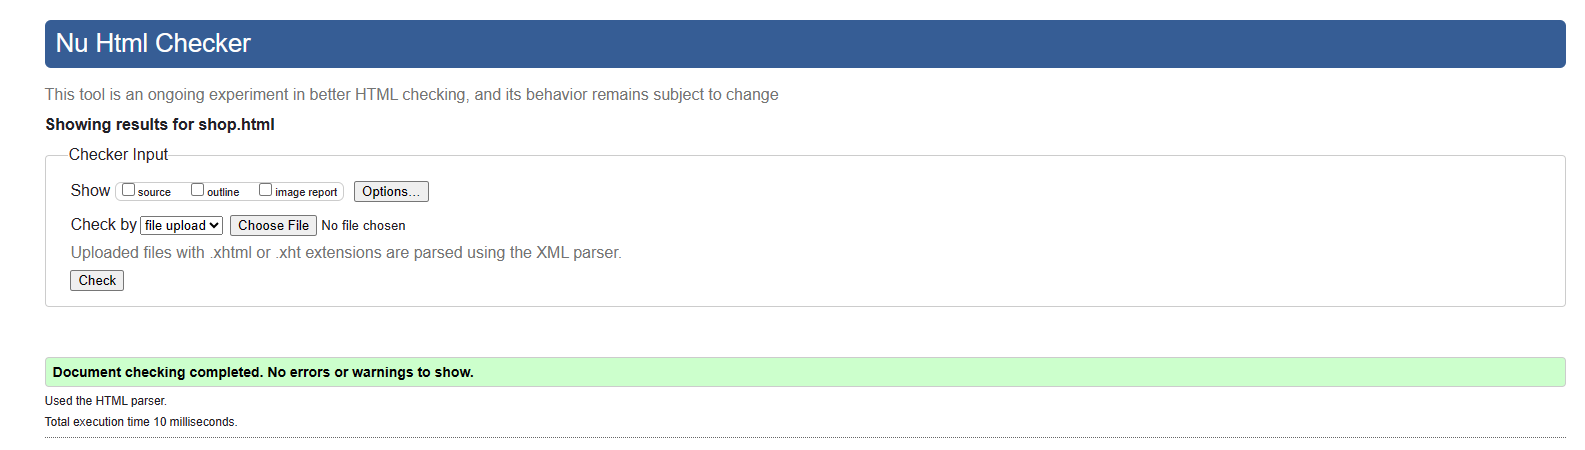 Nu Html Checker
This tool is an ongoing experiment in better HTML checking, and its behavior remains subject to change
Showing results for shop.html
Checker Input
Show source outline image report Options...
Check by file upload Choose File No file chosen
Uploaded files with .xhtml or .xht extensions are parsed using the XML parser.
Check
Document checking completed. No errors or warnings to show.
Used the HTML parser.
Total execution time 10 milliseconds.